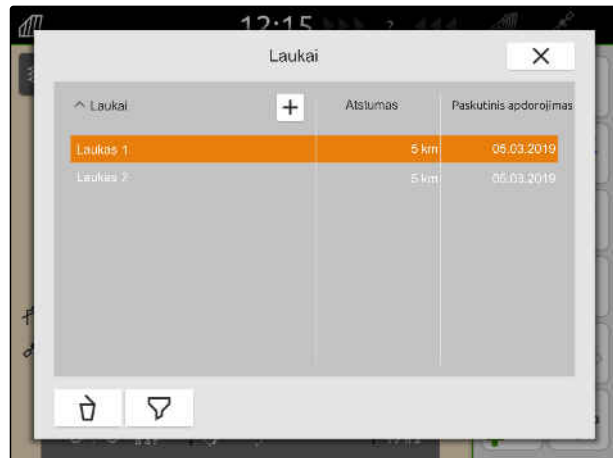 12:15
Laukai
^ Laukai + Atstumas Paskutinis apdorojimas
Laukas 1 5 km 05.03.2019
Laukas 2 5 km 05.03.2019